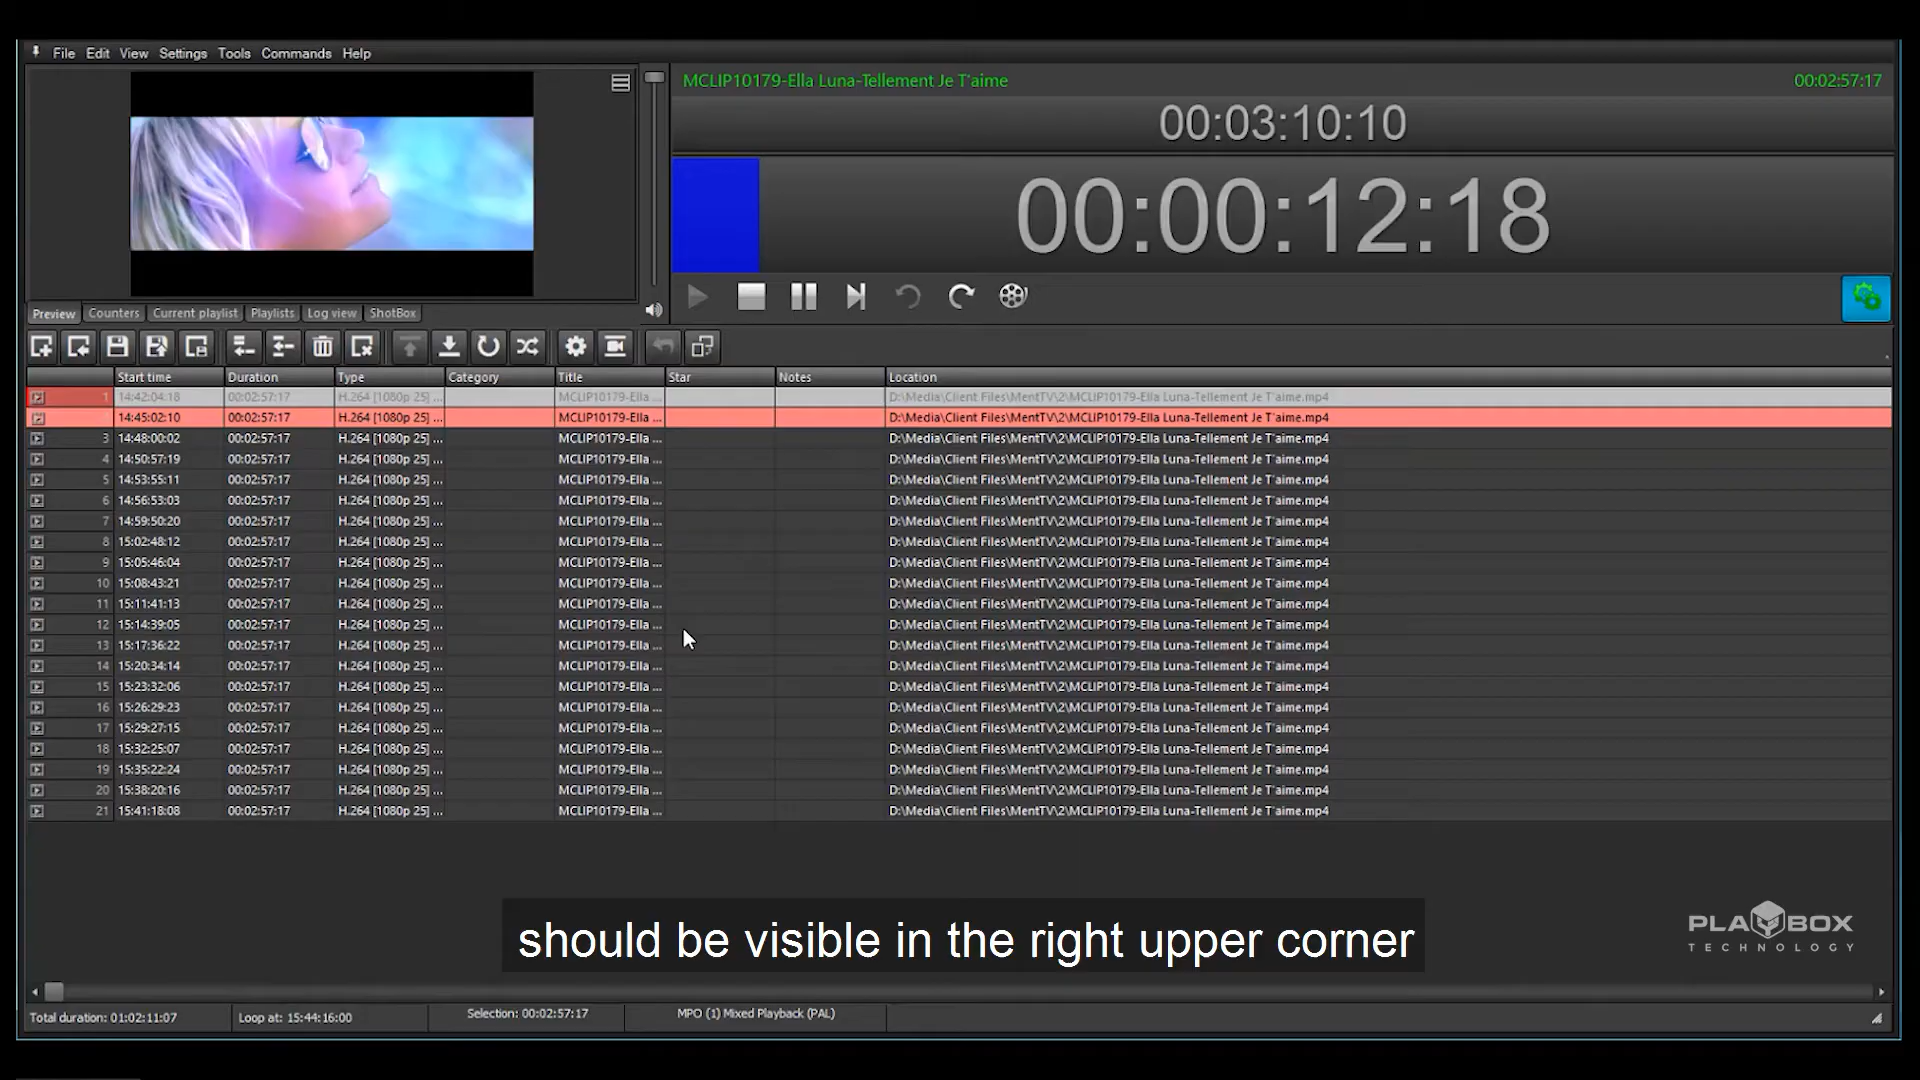 File Edit View Settings Tools Commands Help
MCLIP10179-Ella Luna-Tellement Je T'aime 00:02:57:17
00:03:10:10
00:00:12:18
Preview Counters Current playlist Playlists Log view ShotBox
Start time Duration Type Category Title Star Notes Location
1 14:42:04:18 00:02:57:17 H.264 [1080p 25] ... MCLIP10179-Ella ... D:\Media\Client Files\MentTV\2\MCLIP10179-Ella Luna-Tellement Je T'aime.mp4
14:45:02:10 00:02:57:17 H.264 [1080p 25] ... MCLIP10179-Ella ... D:\Media\Client Files\MentTV\2\MCLIP10179-Ella Luna-Tellement Je T'aime.mp4
3 14:48:00:02 00:02:57:17 H.264 [1080p 25] ... MCLIP10179-Ella ... D:\Media\Client Files\MentTV\2\MCLIP10179-Ella Luna-Tellement Je T'aime.mp4
4 14:50:57:19 00:02:57:17 H.264 [1080p 25] ... MCLIP10179-Ella ... D:\Media\Client Files\MentTV\2\MCLIP10179-Ella Luna-Tellement Je T'aime.mp4
5 14:53:55:11 00:02:57:17 H.264 [1080p 25] ... MCLIP10179-Ella ... D:\Media\Client Files\MentTV\2\MCLIP10179-Ella Luna-Tellement Je T'aime.mp4
6 14:56:53:03 00:02:57:17 H.264 [1080p 25] ... MCLIP10179-Ella ... D:\Media\Client Files\MentTV\2\MCLIP10179-Ella Luna-Tellement Je T'aime.mp4
7 14:59:50:20 00:02:57:17 H.264 [1080p 25] ... MCLIP10179-Ella ... D:\Media\Client Files\MentTV\2\MCLIP10179-Ella Luna-Tellement Je T'aime.mp4
8 15:02:48:12 00:02:57:17 H.264 [1080p 25] ... MCLIP10179-Ella ... D:\Media\Client Files\MentTV\2\MCLIP10179-Ella Luna-Tellement Je T'aime.mp4
9 15:05:46:04 00:02:57:17 H.264 [1080p 25] ... MCLIP10179-Ella ... D:\Media\Client Files\MentTV\2\MCLIP10179-Ella Luna-Tellement Je T'aime.mp4
10 15:08:43:21 00:02:57:17 H.264 [1080p 25] ... MCLIP10179-Ella ... D:\Media\Client Files\MentTV\2\MCLIP10179-Ella Luna-Tellement Je T'aime.mp4
11 15:11:41:13 00:02:57:17 H.264 [1080p 25] ... MCLIP10179-Ella ... D:\Media\Client Files\MentTV\2\MCLIP10179-Ella Luna-Tellement Je T'aime.mp4
12 15:14:39:05 00:02:57:17 H.264 [1080p 25] ... MCLIP10179-Ella ... D:\Media\Client Files\MentTV\2\MCLIP10179-Ella Luna-Tellement Je T'aime.mp4
13 15:17:36:22 00:02:57:17 H.264 [1080p 25] ... MCLIP10179-Ella ... D:\Media\Client Files\MentTV\2\MCLIP10179-Ella Luna-Tellement Je T'aime.mp4
14 15:20:34:14 00:02:57:17 H.264 [1080p 25] ... MCLIP10179-Ella ... D:\Media\Client Files\MentTV\2\MCLIP10179-Ella Luna-Tellement Je T'aime.mp4
15 15:23:32:06 00:02:57:17 H.264 [1080p 25] ... MCLIP10179-Ella ... D:\Media\Client Files\MentTV\2\MCLIP10179-Ella Luna-Tellement Je T'aime.mp4
16 15:26:29:23 00:02:57:17 H.264 [1080p 25] ... MCLIP10179-Ella ... D:\Media\Client Files\MentTV\2\MCLIP10179-Ella Luna-Tellement Je T'aime.mp4
17 15:29:27:15 00:02:57:17 H.264 [1080p 25] ... MCLIP10179-Ella ... D:\Media\Client Files\MentTV\2\MCLIP10179-Ella Luna-Tellement Je T'aime.mp4
18 15:32:25:07 00:02:57:17 H.264 [1080p 25] ... MCLIP10179-Ella ... D:\Media\Client Files\MentTV\2\MCLIP10179-Ella Luna-Tellement Je T'aime.mp4
19 15:35:22:24 00:02:57:17 H.264 [1080p 25] ... MCLIP10179-Ella ... D:\Media\Client Files\MentTV\2\MCLIP10179-Ella Luna-Tellement Je T'aime.mp4
20 15:38:20:16 00:02:57:17 H.264 [1080p 25] ... MCLIP10179-Ella ... D:\Media\Client Files\MentTV\2\MCLIP10179-Ella Luna-Tellement Je T'aime.mp4
21 15:41:18:08 00:02:57:17 H.264 [1080p 25] ... MCLIP10179-Ella ... D:\Media\Client Files\MentTV\2\MCLIP10179-Ella Luna-Tellement Je T'aime.mp4
should be visible in the right upper corner
PLAYBOX
TECHNOLOGY
Total duration: 01:02:11:07 Loop at: 15:44:16:00 Selection: 00:02:57:17 MPO (1) Mixed Playback (PAL)